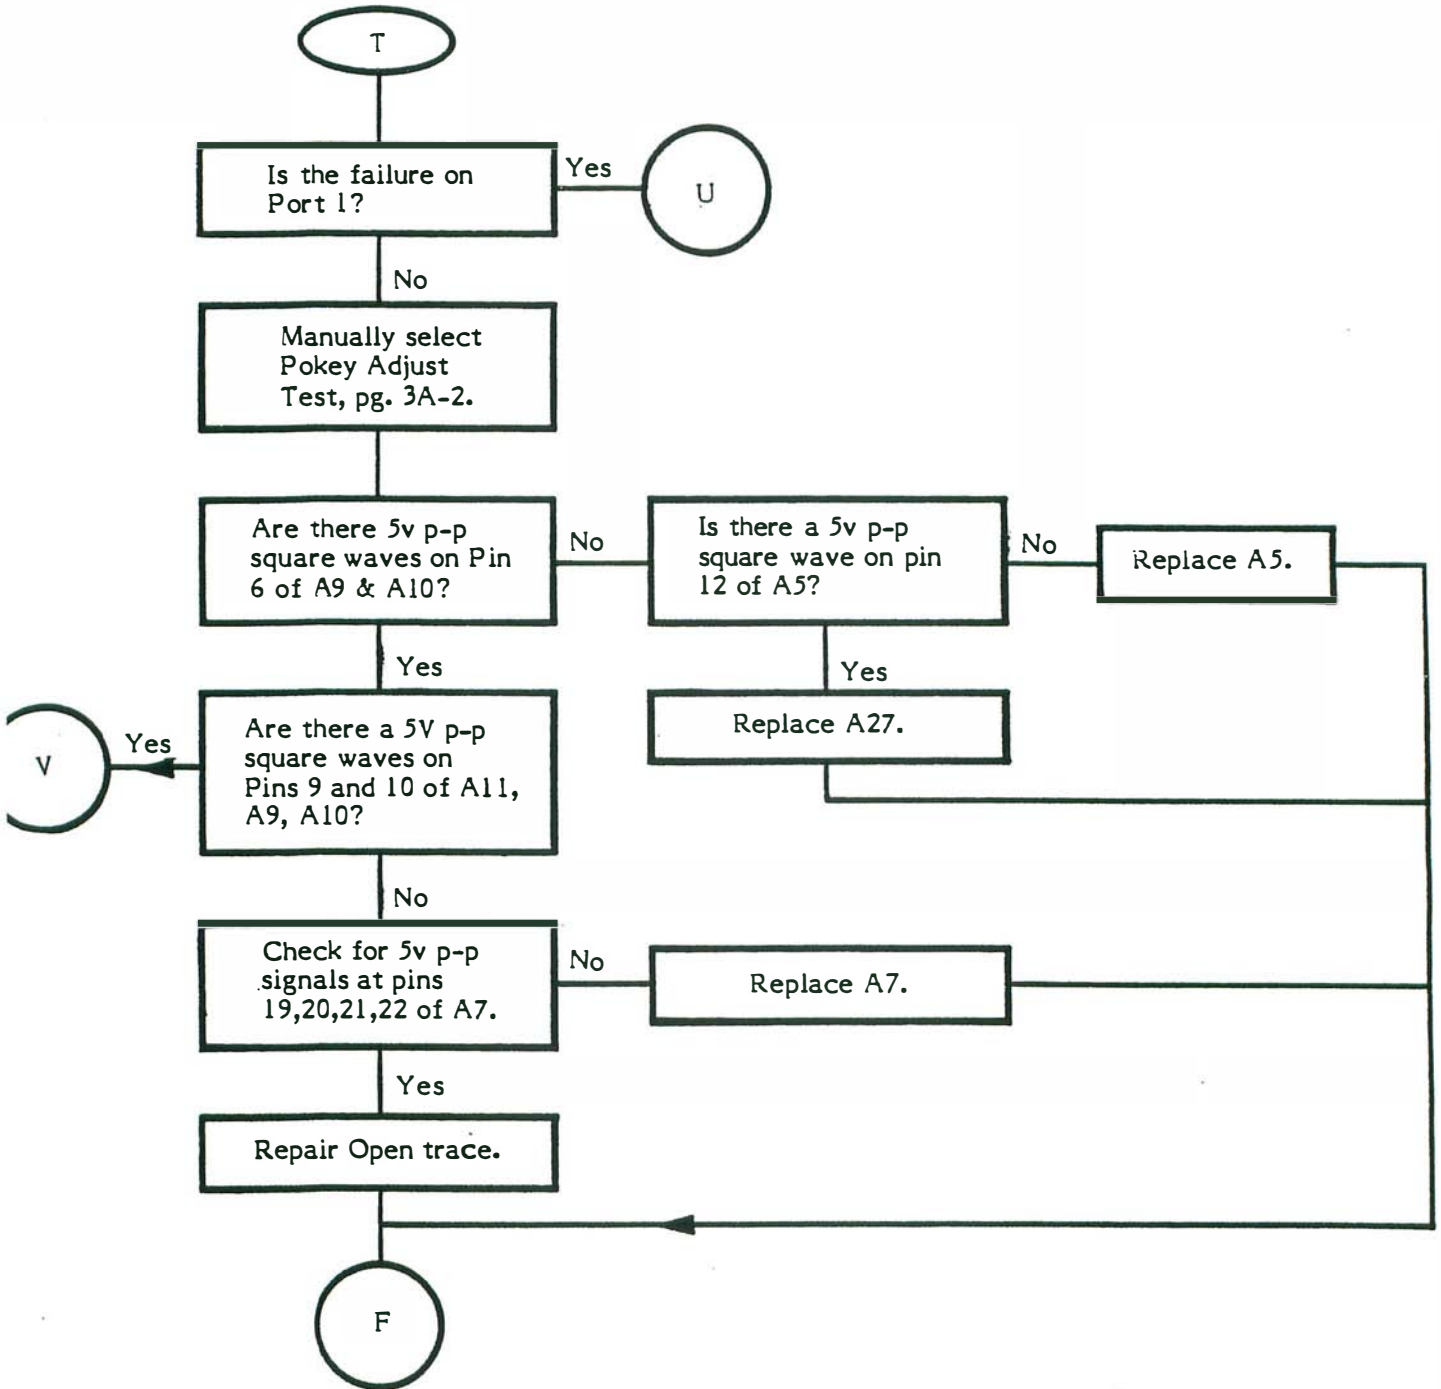 T
Is the failure on
Port 1?
Yes
U
No
Manually select
Pokey Adjust
Test, pg. 3A-2.
Are there 5v p-p
square waves on Pin
6 of A9 & A10?
No
Is there a 5v p-p
square wave on pin
12 of A5?
No
Replace A5.
Yes
Yes
Replace A27.
V
Yes
Are there a 5V p-p
square waves on
Pins 9 and 10 of A11,
A9, A10?
No
Check for 5v p-p
signals at pins
19,20,21,22 of A7.
No
Replace A7.
Yes
Repair Open trace.
F